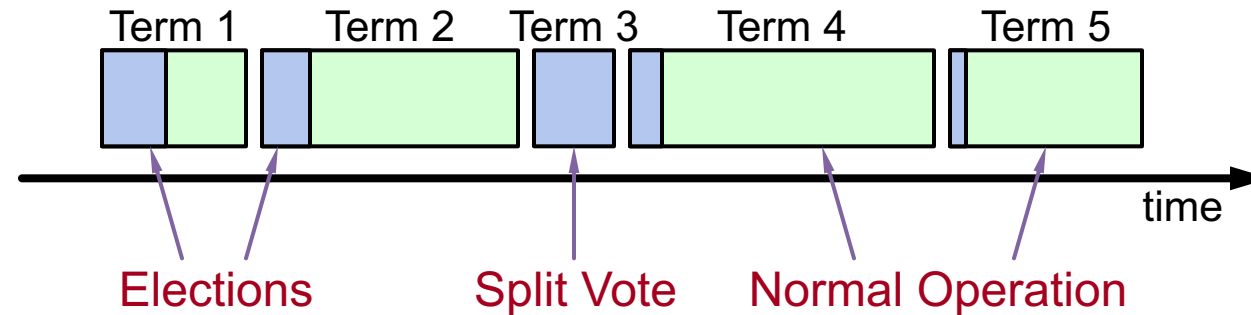 Term 1 Term 2 Term 3 Term 4 Term 5
time
Elections Split Vote Normal Operation